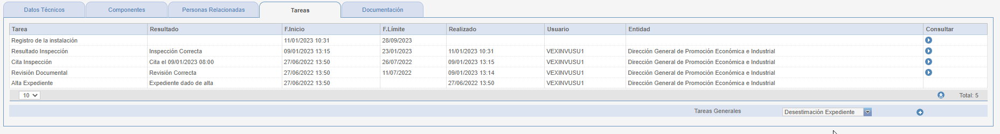 Datos Técnicos Componentes Personas Relacionadas Tareas Documentación
Tarea Resultado F.Inicio F.Límite Realizado Usuario Entidad Consultar
Registro de la instalación 11/01/2023 10:31 28/09/2023
Resultado Inspección Inspección Correcta 09/01/2023 13:15 23/01/2023 11/01/2023 10:31 VEXINVUSU1 Dirección General de Promoción Económica e Industrial
Cita Inspección Cita el 09/01/2023 08:00 27/06/2022 13:50 26/07/2022 09/01/2023 13:15 VEXINVUSU1 Dirección General de Promoción Económica e Industrial
Revisión Documental Revisión Correcta 27/06/2022 13:50 11/07/2022 09/01/2023 13:14 VEXINVUSU1 Dirección General de Promoción Económica e Industrial
Alta Expediente Expediente dado de alta 27/06/2022 13:50 27/06/2022 13:50 VEXINVUSU1 Dirección General de Promoción Económica e Industrial
10 Total: 5
Tareas Generales Desestimación Expediente